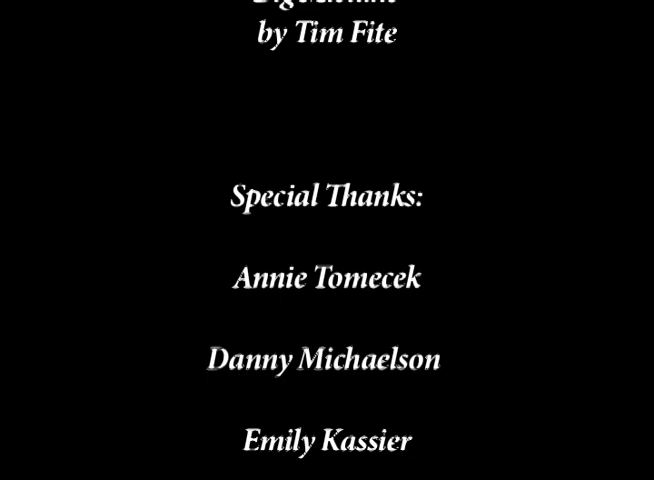 by Tim Fite
Special Thanks:
Annie Tomecek
Danny Michaelson
Emily Kassier